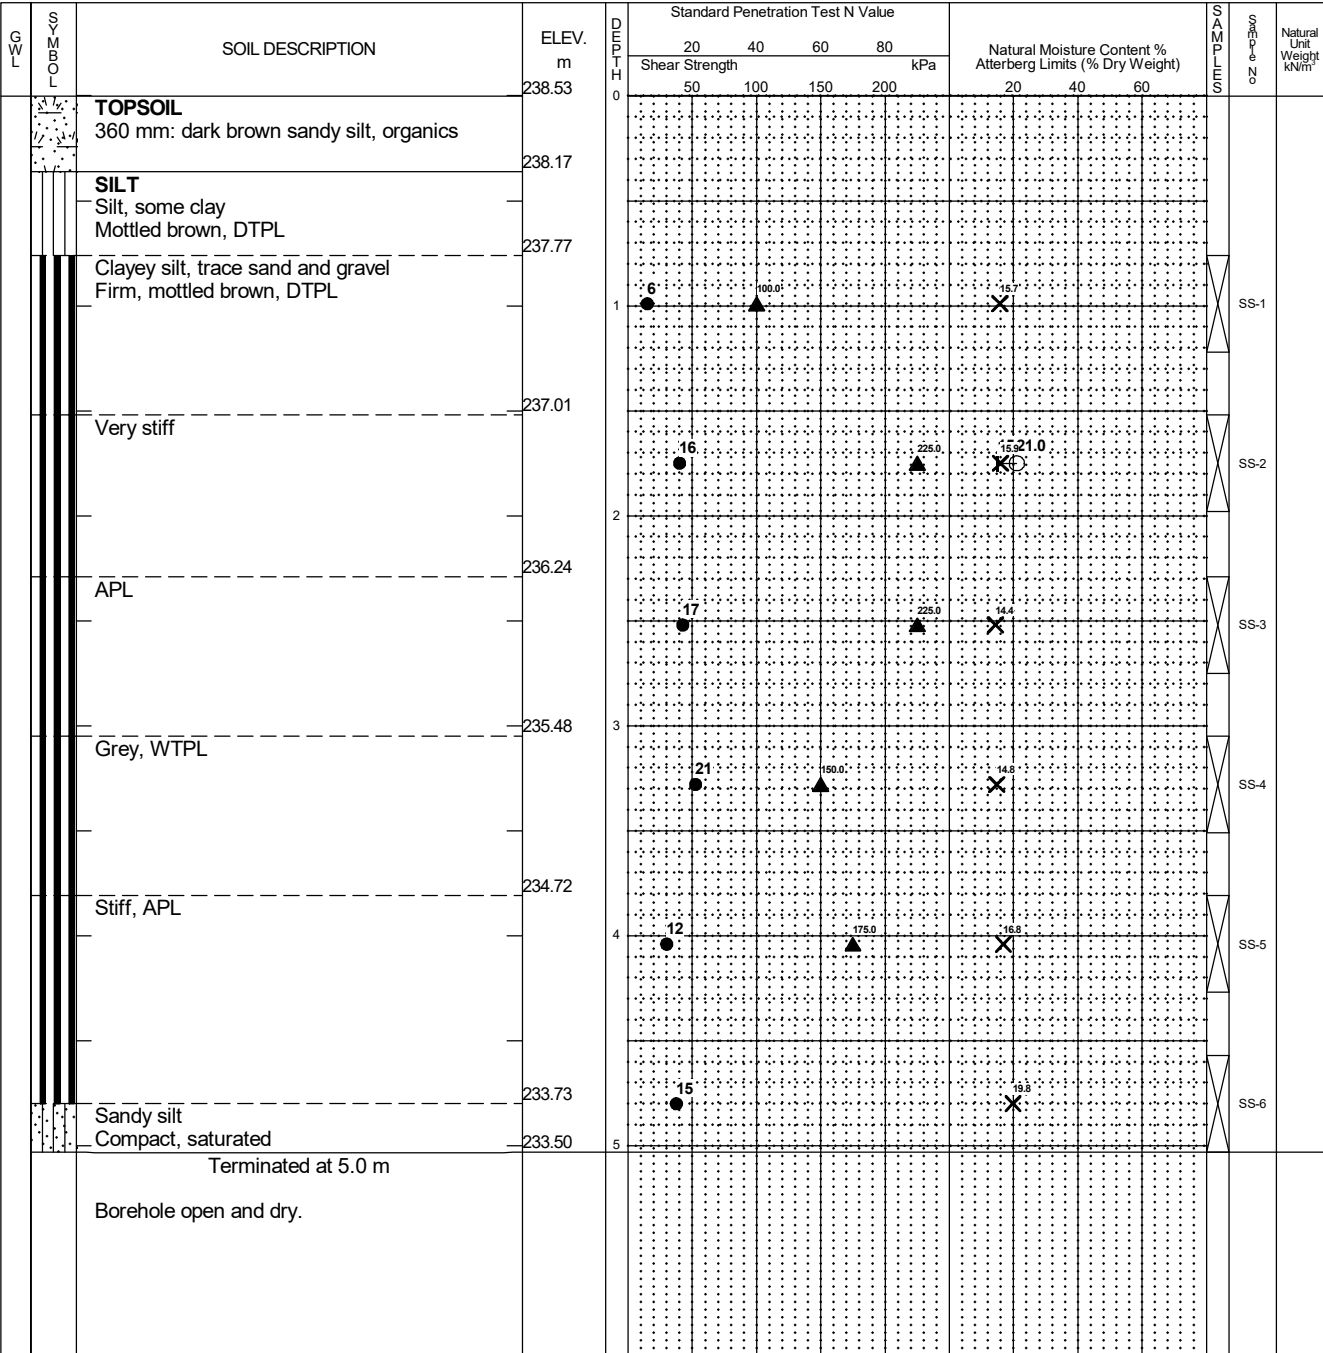 GWL
SYMBOL
SOIL DESCRIPTION
ELEV.
m
DEPTH
Standard Penetration Test N Value
20 40 60 80
Shear Strength kPa
50 100 150 200
Natural Moisture Content %
Atterberg Limits (% Dry Weight)
20 40 60
SAMPLES
Sample No
Natural
Unit
Weight
kN/m³
238.53
0
TOPSOIL
360 mm: dark brown sandy silt, organics
238.17
SILT
Silt, some clay
Mottled brown, DTPL
237.77
Clayey silt, trace sand and gravel
Firm, mottled brown, DTPL
6 100.0 15.7
1
SS-1
237.01
Very stiff
16 225.0 15.9 21.0
SS-2
2
236.24
APL
17 225.0 14.4
SS-3
235.48
3
Grey, WTPL
21 150.0 14.8
SS-4
234.72
Stiff, APL
12 175.0 16.8
4
SS-5
233.73
15 19.8
SS-6
Sandy silt
Compact, saturated
233.50
5
Terminated at 5.0 m
Borehole open and dry.